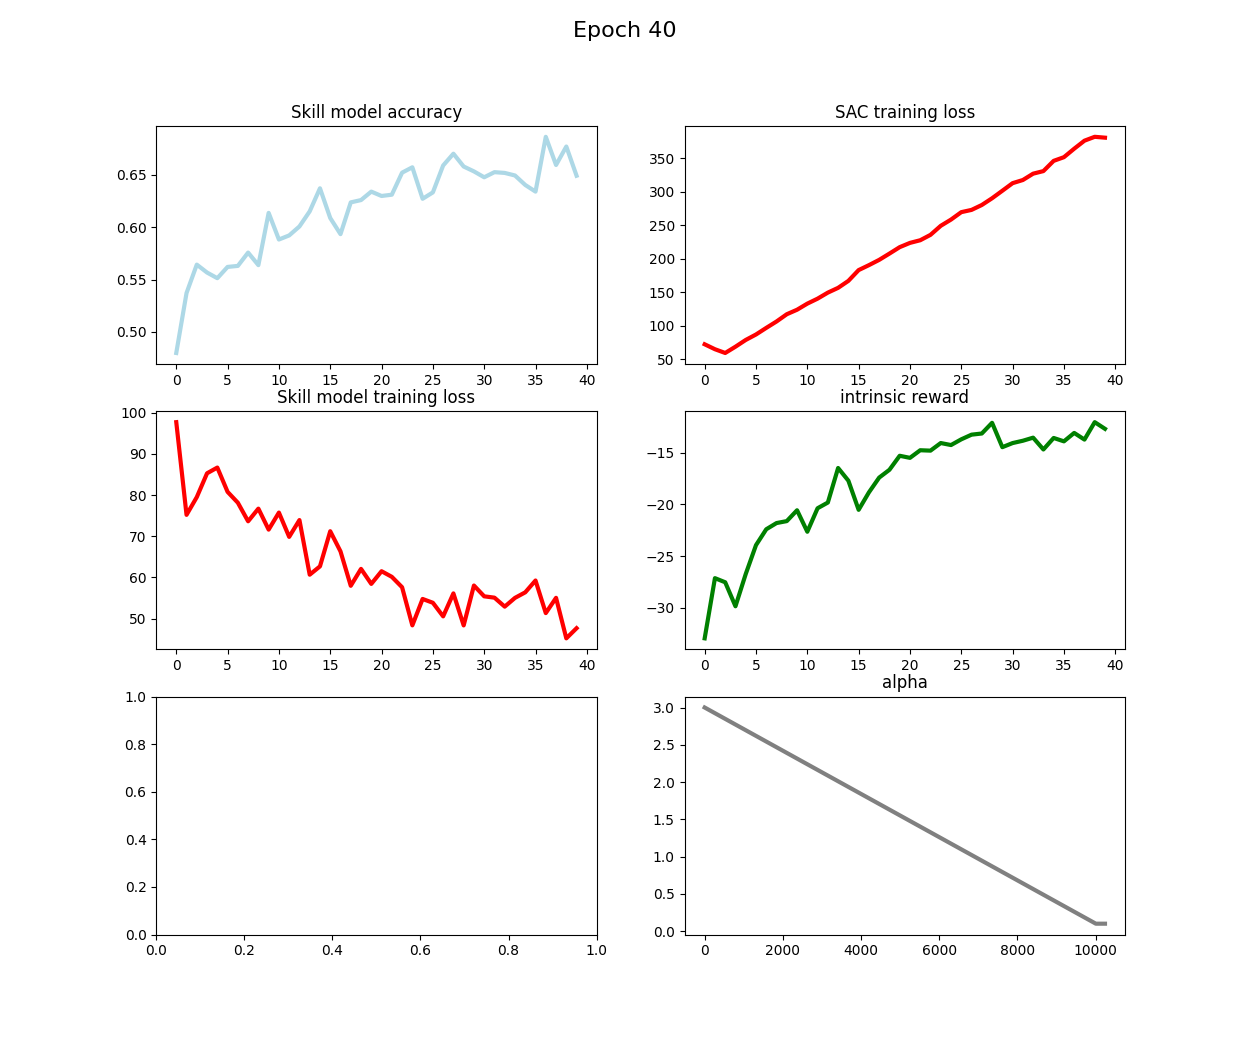 Epoch 40
Skill model accuracy
0.65
0.60
0.55
0.50
0 5 10 15 20 25 30 35 40
SAC training loss
350
300
250
200
150
100
50
0 5 10 15 20 25 30 35 40
Skill model training loss
100
90
80
70
60
50
0 5 10 15 20 25 30 35 40
intrinsic reward
−15
−20
−25
−30
0 5 10 15 20 25 30 35 40
1.0
0.8
0.6
0.4
0.2
0.0
0.0 0.2 0.4 0.6 0.8 1.0
alpha
3.0
2.5
2.0
1.5
1.0
0.5
0.0
0 2000 4000 6000 8000 10000